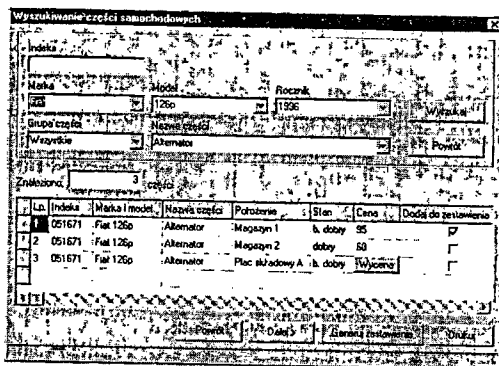 Wyszukiwanie części samochodowych
Indeks
Marka Model Rocznik
Fiat 126p 1996 Wyszukaj
Grupa części Nazwa części
Wszystkie Alternator Powrót
Znaleziono: 3 części
Lp. Indeks Marka i model Nazwa części Położenie Stan Cena Dodaj do zestawienia
1 051671 Fiat 126p Alternator Magazyn 1 b. dobry 95
2 051671 Fiat 126p Alternator Magazyn 2 dobry 60
3 051671 Fiat 126p Alternator Plac składowy A b. dobry Wycena
Powrót Dalej Generuj zestawienie Drukuj